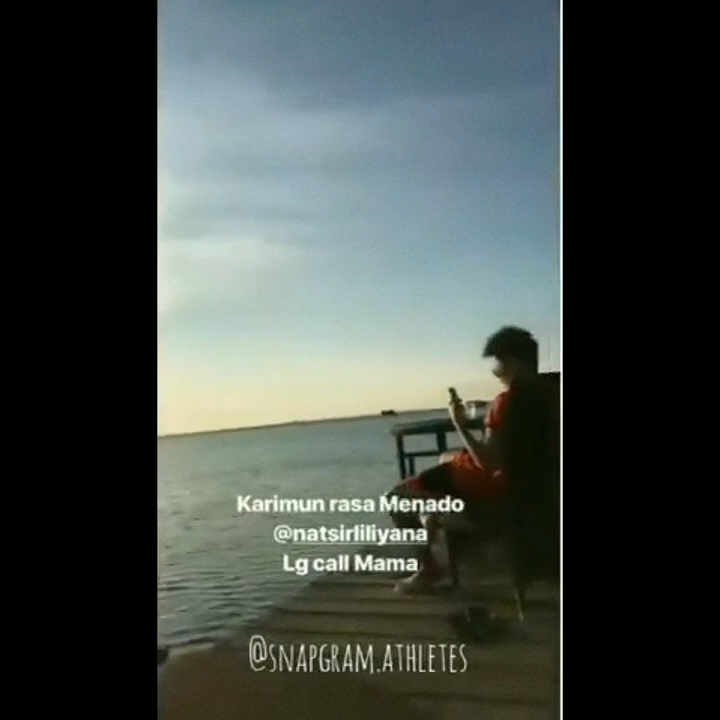 Karimun rasa Menado
@natsirliliyana
Lg call Mama
@SNAPGRAM.ATHLETES